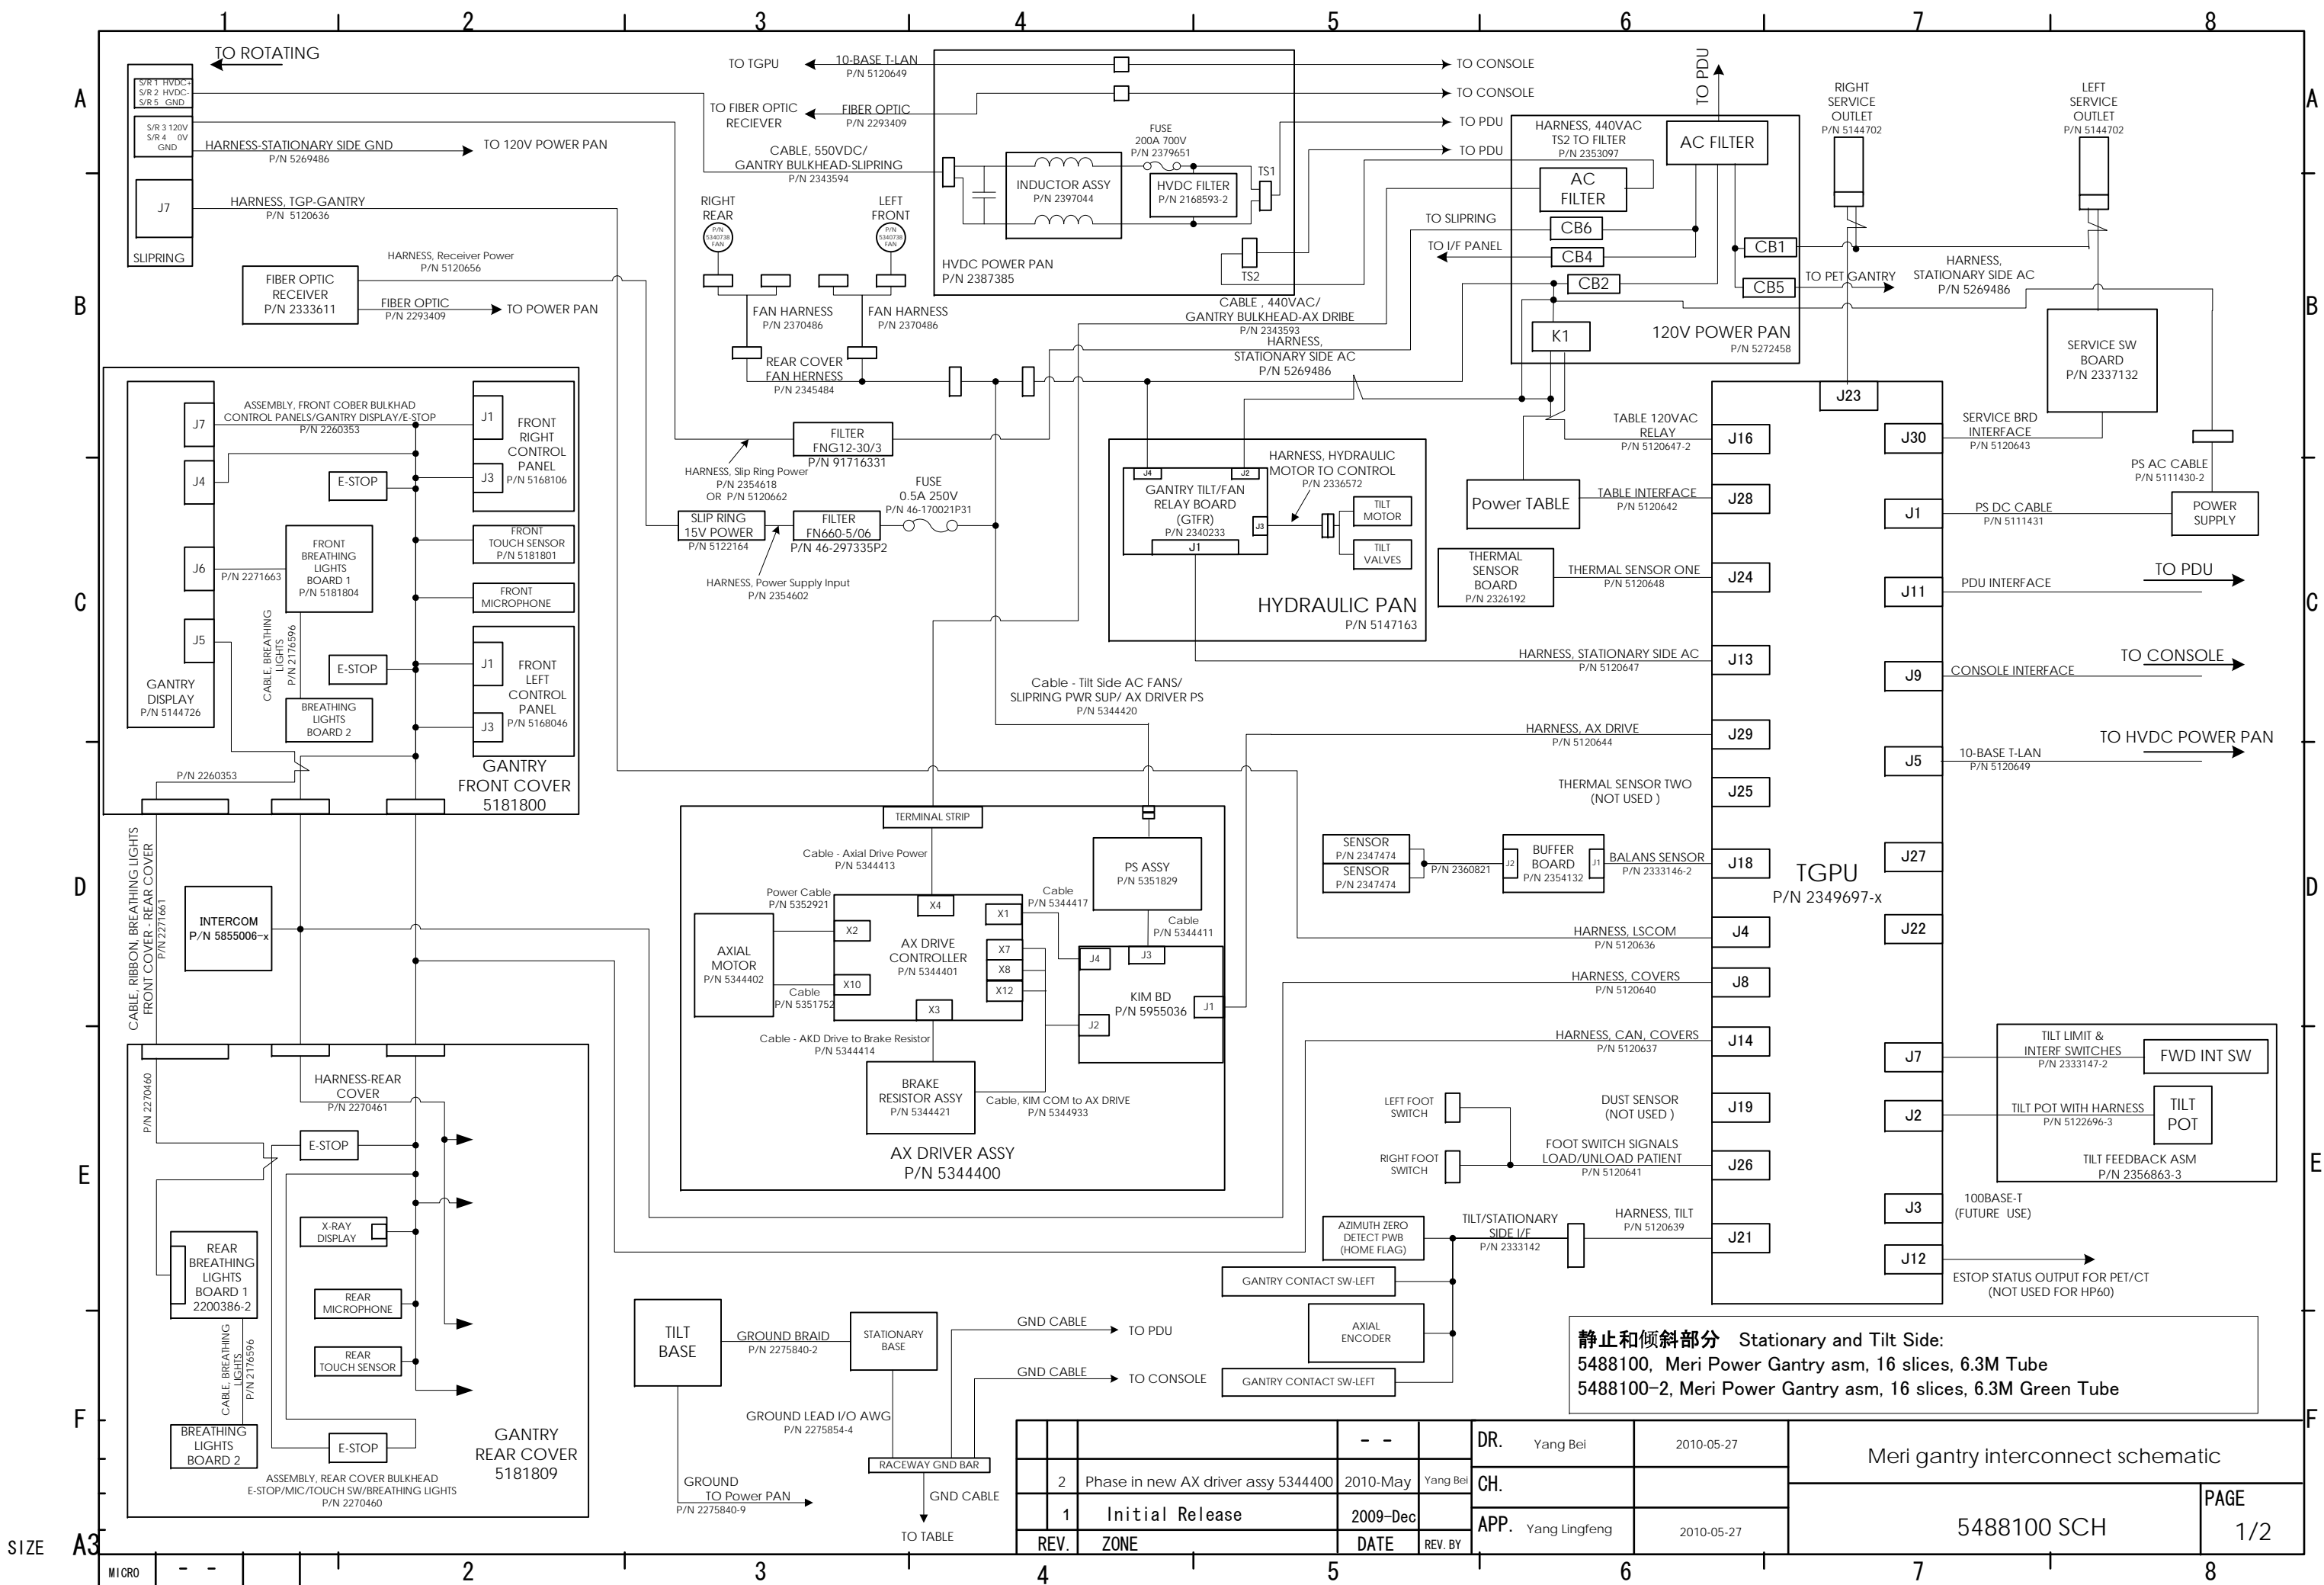 1 2 3 4 5 6 7 8
A
B
C
D
E
F
A
B
C
D
E
F
TO ROTATING
S/R 1 HVDC+
S/R 2 HVDC-
S/R 5 GND
S/R 3 120V
S/R 4 0V
GND
J7
SLIPRING
HARNESS-STATIONARY SIDE GND
P/N 5269486
TO 120V POWER PAN
HARNESS, TGP-GANTRY
P/N 5120636
HARNESS, Receiver Power
P/N 5120656
FIBER OPTIC
RECEIVER
P/N 2333611
FIBER OPTIC
P/N 2293409
TO POWER PAN
TO TGPU
10-BASE T-LAN
P/N 5120649
TO CONSOLE
TO FIBER OPTIC
RECIEVER
FIBER OPTIC
P/N 2293409
TO CONSOLE
CABLE, 550VDC/
GANTRY BULKHEAD-SLIPRING
P/N 2343594
FUSE
200A 700V
P/N 2379651
INDUCTOR ASSY
P/N 2397044
HVDC FILTER
P/N 2168593-2
TS1
TS2
HVDC POWER PAN
P/N 2387385
TO PDU
TO PDU
RIGHT
REAR
P/N
5340738
FAN
LEFT
FRONT
P/N
5340738
FAN
FAN HARNESS
P/N 2370486
FAN HARNESS
P/N 2370486
REAR COVER
FAN HERNESS
P/N 2345484
CABLE , 440VAC/
GANTRY BULKHEAD-AX DRIBE
P/N 2343593
HARNESS,
STATIONARY SIDE AC
P/N 5269486
TO PDU
HARNESS, 440VAC
TS2 TO FILTER
P/N 2353097
AC FILTER
AC
FILTER
TO SLIPRING
CB6
TO I/F PANEL
CB4
CB2
CB1
CB5
K1
120V POWER PAN
P/N 5272458
TO PET GANTRY
RIGHT
SERVICE
OUTLET
P/N 5144702
LEFT
SERVICE
OUTLET
P/N 5144702
HARNESS,
STATIONARY SIDE AC
P/N 5269486
SERVICE SW
BOARD
P/N 2337132
J7
J4
J6
J5
GANTRY
DISPLAY
P/N 5144726
ASSEMBLY, FRONT COBER BULKHAD
CONTROL PANELS/GANTRY DISPLAY/E-STOP
P/N 2260353
E-STOP
P/N 2271663
FRONT
BREATHING
LIGHTS
BOARD 1
P/N 5181804
CABLE, BREATHING
LIGHTS
P/N 2176596
E-STOP
BREATHING
LIGHTS
BOARD 2
J1
J3
FRONT
RIGHT
CONTROL
PANEL
P/N 5168106
FRONT
TOUCH SENSOR
P/N 5181801
FRONT
MICROPHONE
J1
J3
FRONT
LEFT
CONTROL
PANEL
P/N 5168046
P/N 2260353
GANTRY
FRONT COVER
5181800
HARNESS, Slip Ring Power
P/N 2354618
OR P/N 5120662
FILTER
FNG12-30/3
P/N 91716331
SLIP RING
15V POWER
P/N 5122164
FILTER
FN660-5/06
P/N 46-297335P2
FUSE
0.5A 250V
P/N 46-170021P31
HARNESS, Power Supply Input
P/N 2354602
J4
J2
GANTRY TILT/FAN
RELAY BOARD
(GTFR)
P/N 2340233
J3
J1
HARNESS, HYDRAULIC
MOTOR TO CONTROL
P/N 2336572
TILT
MOTOR
TILT
VALVES
HYDRAULIC PAN
P/N 5147163
Cable - Tilt Side AC FANS/
SLIPRING PWR SUP/ AX DRIVER PS
P/N 5344420
TABLE 120VAC
RELAY
P/N 5120647-2
J16
Power TABLE
TABLE INTERFACE
P/N 5120642
J28
THERMAL
SENSOR
BOARD
P/N 2326192
THERMAL SENSOR ONE
P/N 5120648
J24
HARNESS, STATIONARY SIDE AC
P/N 5120647
J13
HARNESS, AX DRIVE
P/N 5120644
J29
THERMAL SENSOR TWO
(NOT USED )
J25
SENSOR
P/N 2347474
SENSOR
P/N 2347474
P/N 2360821
J2
BUFFER
BOARD
P/N 2354132
J1
BALANS SENSOR
P/N 2333146-2
J18
HARNESS, LSCOM
P/N 5120636
J4
HARNESS, COVERS
P/N 5120640
J8
HARNESS, CAN, COVERS
P/N 5120637
J14
DUST SENSOR
(NOT USED )
J19
LEFT FOOT
SWITCH
RIGHT FOOT
SWITCH
FOOT SWITCH SIGNALS
LOAD/UNLOAD PATIENT
P/N 5120641
J26
HARNESS, TILT
P/N 5120639
J21
TILT/STATIONARY
SIDE I/F
P/N 2333142
AZIMUTH ZERO
DETECT PWB
(HOME FLAG)
GANTRY CONTACT SW-LEFT
AXIAL
ENCODER
GANTRY CONTACT SW-LEFT
TGPU
P/N 2349697-x
J23
J30
SERVICE BRD
INTERFACE
P/N 5120643
PS AC CABLE
P/N 5111430-2
J1
PS DC CABLE
P/N 5111431
POWER
SUPPLY
J11
PDU INTERFACE
TO PDU
J9
CONSOLE INTERFACE
TO CONSOLE
J5
10-BASE T-LAN
P/N 5120649
TO HVDC POWER PAN
J27
J22
J7
TILT LIMIT &
INTERF SWITCHES
P/N 2333147-2
FWD INT SW
J2
TILT POT WITH HARNESS
P/N 5122696-3
TILT
POT
TILT FEEDBACK ASM
P/N 2356863-3
J3
100BASE-T
(FUTURE USE)
J12
ESTOP STATUS OUTPUT FOR PET/CT
(NOT USED FOR HP60)
TERMINAL STRIP
Cable - Axial Drive Power
P/N 5344413
Power Cable
P/N 5352921
AXIAL
MOTOR
P/N 5344402
Cable
P/N 5351752
X4
X2
X10
X3
X1
X7
X8
X12
AX DRIVE
CONTROLLER
P/N 5344401
Cable
P/N 5344417
PS ASSY
P/N 5351829
Cable
P/N 5344411
J4
J3
J2
J1
KIM BD
P/N 5955036
Cable - AKD Drive to Brake Resistor
P/N 5344414
BRAKE
RESISTOR ASSY
P/N 5344421
Cable, KIM COM to AX DRIVE
P/N 5344933
AX DRIVER ASSY
P/N 5344400
CABLE, RIBBON, BREATHING LIGHTS
FRONT COVER - REAR COVER
P/N 2271661
INTERCOM
P/N 5855006-x
P/N 2270460
HARNESS-REAR
COVER
P/N 2270461
E-STOP
X-RAY
DISPLAY
REAR
BREATHING
LIGHTS
BOARD 1
2200386-2
REAR
MICROPHONE
REAR
TOUCH SENSOR
CABLE, BREATHING
LIGHTS
P/N 2176596
BREATHING
LIGHTS
BOARD 2
E-STOP
GANTRY
REAR COVER
5181809
ASSEMBLY, REAR COVER BULKHEAD
E-STOP/MIC/TOUCH SW/BREATHING LIGHTS
P/N 2270460
TILT
BASE
GROUND BRAID
P/N 2275840-2
STATIONARY
BASE
GND CABLE
TO PDU
GND CABLE
TO CONSOLE
GROUND LEAD I/O AWG
P/N 2275854-4
RACEWAY GND BAR
GROUND
TO Power PAN
P/N 2275840-9
GND CABLE
TO TABLE
静止和倾斜部分 Stationary and Tilt Side:
5488100, Meri Power Gantry asm, 16 slices, 6.3M Tube
5488100-2, Meri Power Gantry asm, 16 slices, 6.3M Green Tube
- -
2 Phase in new AX driver assy 5344400 2010-May Yang Bei
1 Initial Release 2009-Dec
REV. ZONE DATE REV. BY
DR. Yang Bei 2010-05-27
CH.
APP. Yang Lingfeng 2010-05-27
Meri gantry interconnect schematic
5488100 SCH
PAGE
1/2
SIZE A3
MICRO - -
2 3 4 5 6 7 8